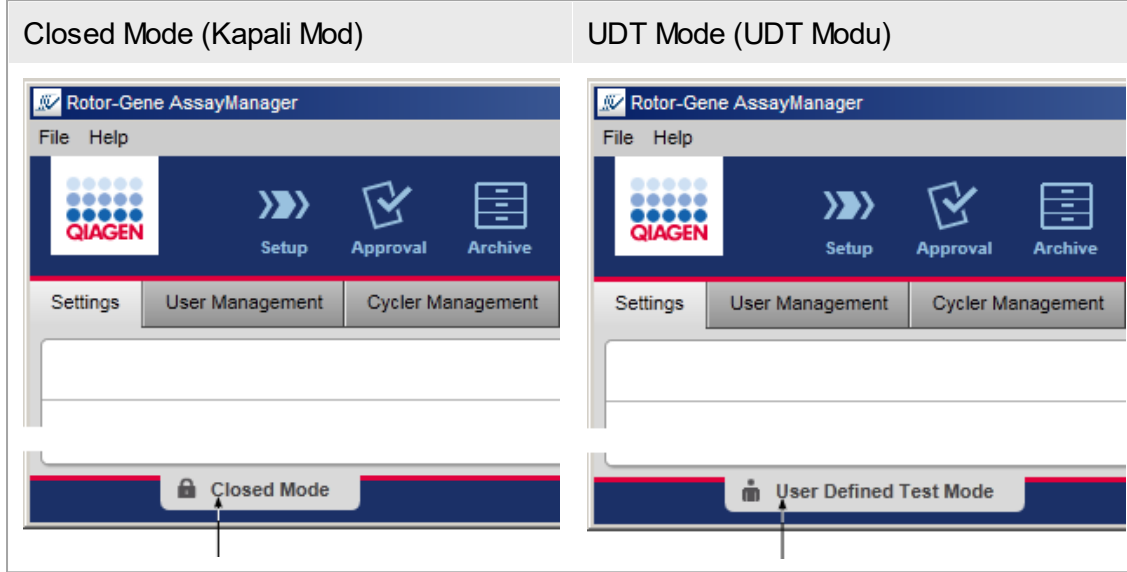 Closed Mode (Kapali Mod)
UDT Mode (UDT Modu)
Rotor-Gene AssayManager
File Help
QIAGEN
Setup Approval Archive
Settings User Management Cycler Management
Closed Mode
Rotor-Gene AssayManager
File Help
QIAGEN
Setup Approval Archive
Settings User Management Cycler Management
User Defined Test Mode